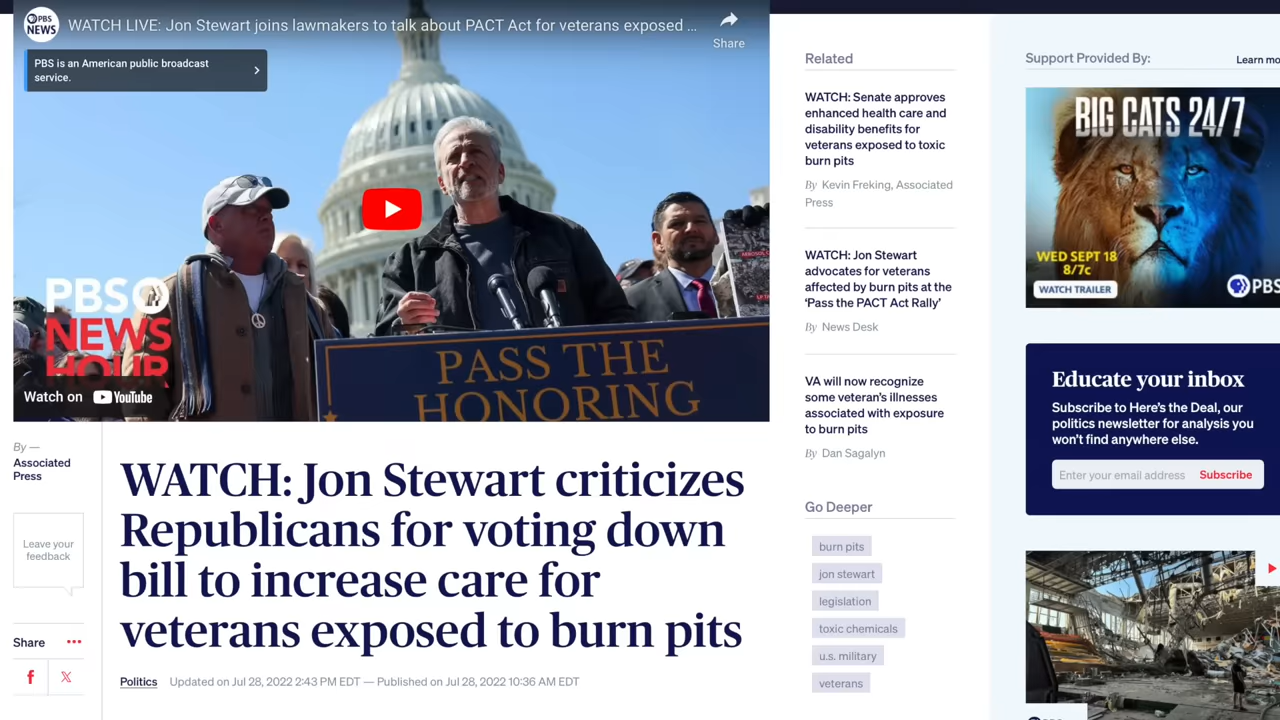 PBS NEWS
WATCH LIVE: Jon Stewart joins lawmakers to talk about PACT Act for veterans exposed ...
Share
PBS is an American public broadcast
service.
PBS
NEWS
HOUR
PASS THE
HONORING
Watch on YouTube
By —
Associated
Press
Leave your
feedback
Share
WATCH: Jon Stewart criticizes
Republicans for voting down
bill to increase care for
veterans exposed to burn pits
Politics Updated on Jul 28, 2022 2:43 PM EDT — Published on Jul 28, 2022 10:36 AM EDT
Related
WATCH: Senate approves
enhanced health care and
disability benefits for
veterans exposed to toxic
burn pits
By Kevin Freking, Associated
Press
WATCH: Jon Stewart
advocates for veterans
affected by burn pits at the
‘Pass the PACT Act Rally’
By News Desk
VA will now recognize
some veteran’s illnesses
associated with exposure
to burn pits
By Dan Sagalyn
Go Deeper
burn pits
jon stewart
legislation
toxic chemicals
u.s. military
veterans
Support Provided By:
Learn mo
BIG CATS 24/7
WED SEPT 18
8/7c
WATCH TRAILER
PBS
Educate your inbox
Subscribe to Here’s the Deal, our
politics newsletter for analysis you
won’t find anywhere else.
Enter your email address Subscribe